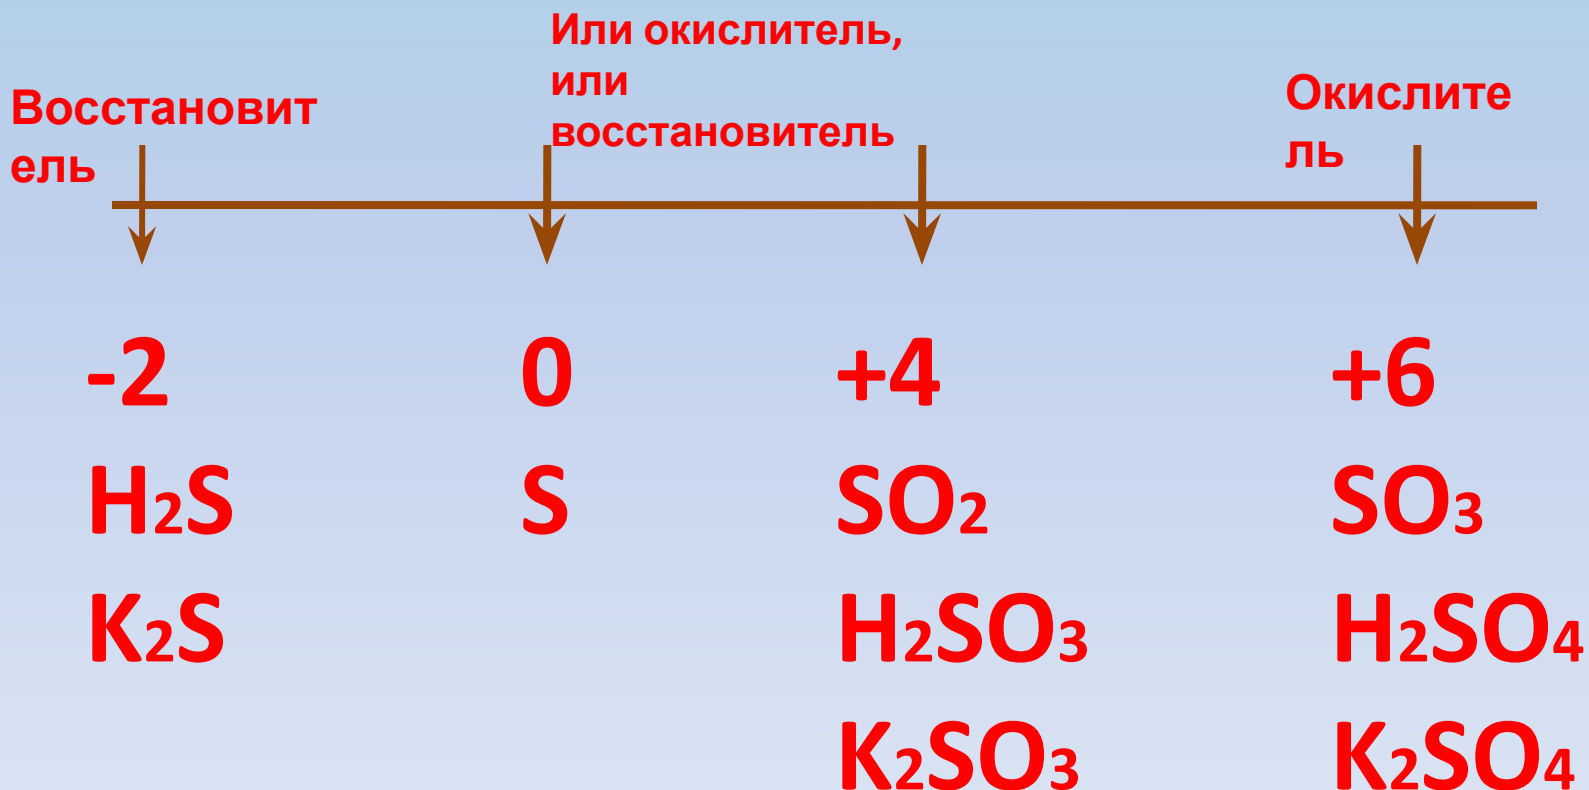 Или окислитель,
или
восстановитель
Восстановит
ель
Окислите
ль
-2 0 +4 +6
H₂S S SO₂ SO₃
K₂S H₂SO₃ H₂SO₄
K₂SO₃ K₂SO₄